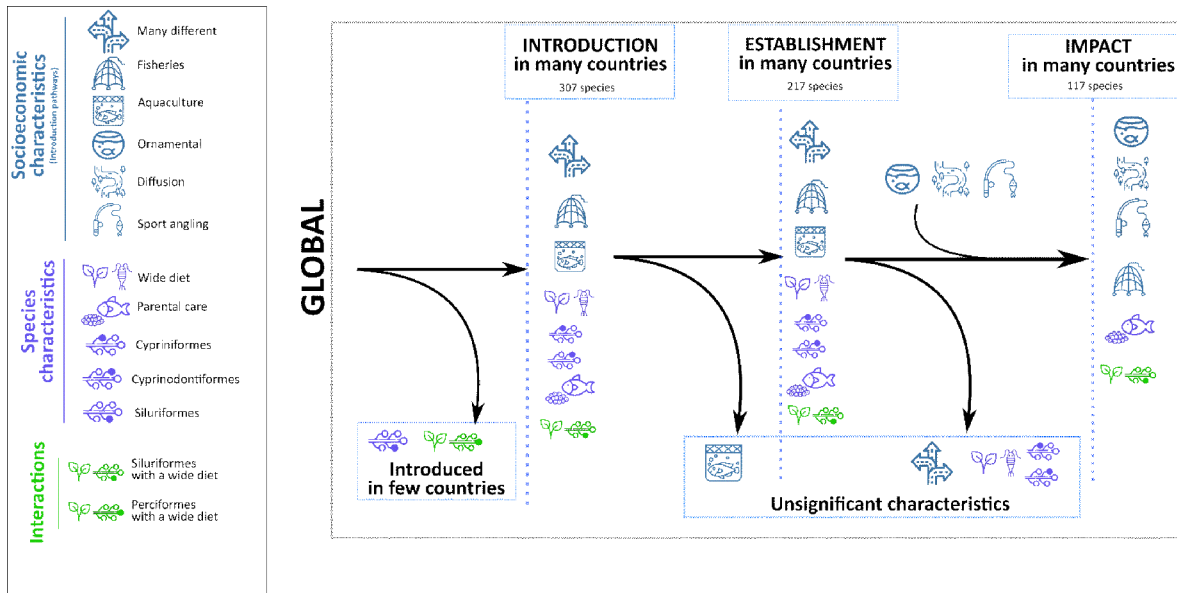 Socioeconomic
characteristics
(Introduction pathways)
Many different
Fisheries
Aquaculture
Ornamental
Diffusion
Sport angling
Species
characteristics
Wide diet
Parental care
Cypriniformes
Cyprinodontiformes
Siluriformes
Interactions
Siluriformes
with a wide diet
Perciformes
with a wide diet
GLOBAL
INTRODUCTION
in many countries
307 species
ESTABLISHMENT
in many countries
217 species
IMPACT
in many countries
117 species
Introduced
in few countries
Unsignificant characteristics